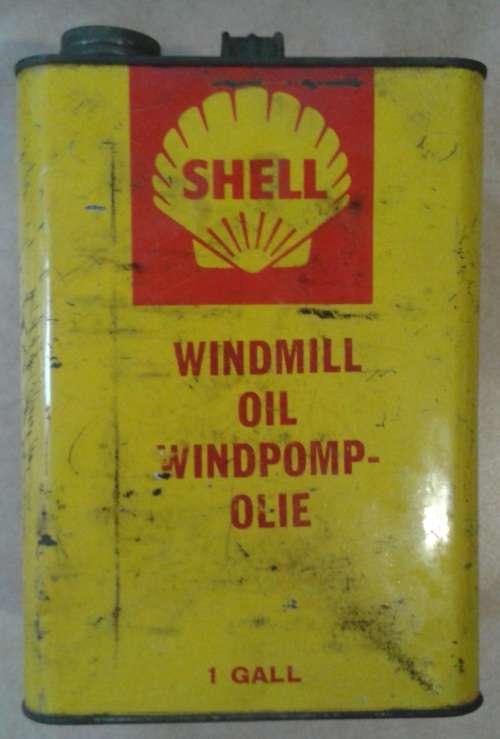 SHELL
WINDMILL
OIL
WINDPOMP-
OLIE
1 GALL